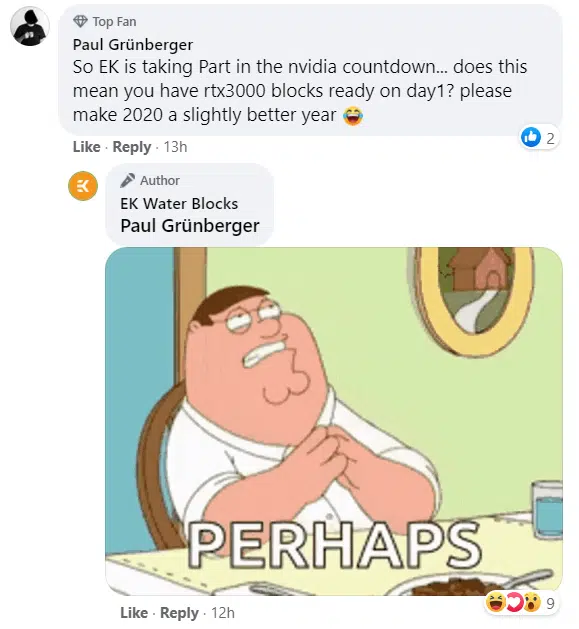 Top Fan
Paul Grünberger
So EK is taking Part in the nvidia countdown... does this
mean you have rtx3000 blocks ready on day1? please
make 2020 a slightly better year 😂
2
Like · Reply · 13h
Author
EK Water Blocks
Paul Grünberger
PERHAPS
9
Like · Reply · 12h